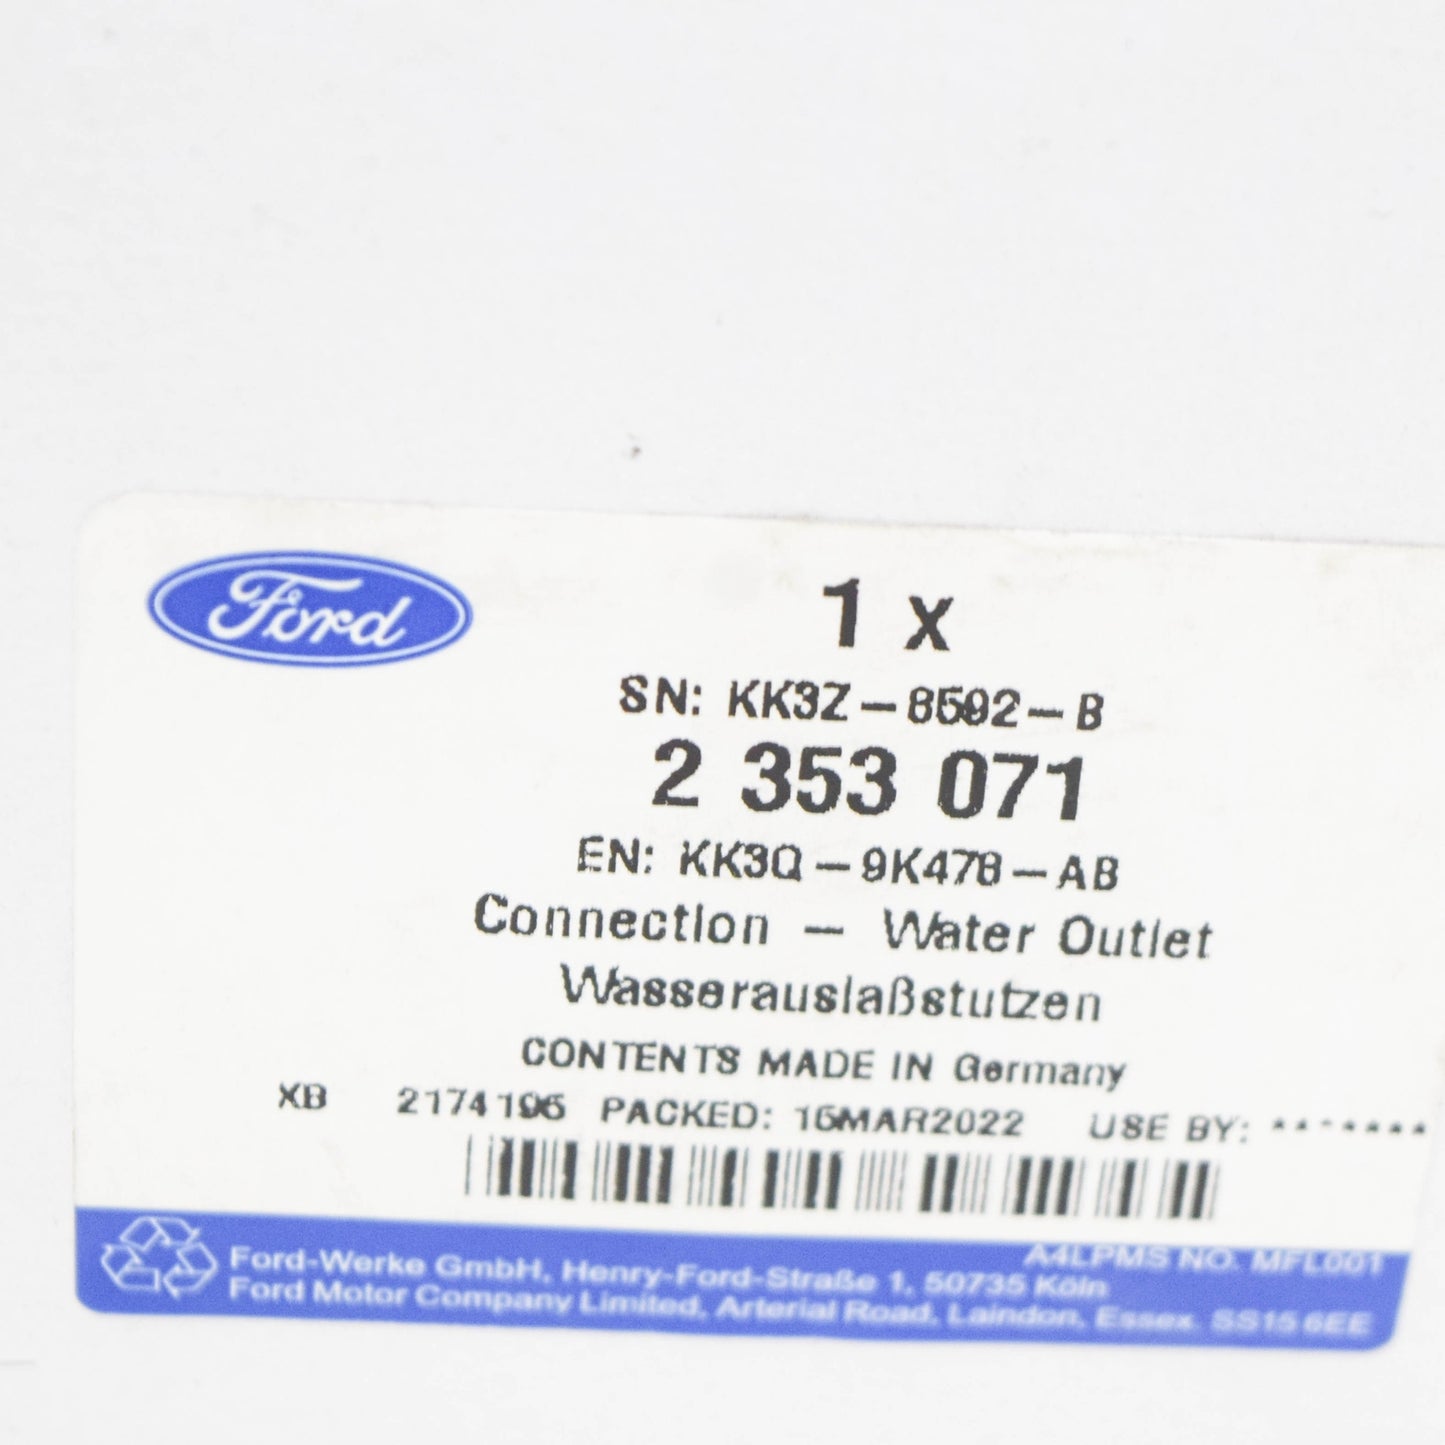 Ford
1 x
SN: KK3Z-8592-B
2 353 071
EN: KK3Q-9K478-AB
Connection - Water Outlet
Wasserauslaßstutzen
CONTENTS MADE IN Germany
XB 2174196 PACKED: 15MAR2022 USE BY: *******
A4LPMS NO. MFL001
Ford-Werke GmbH, Henry-Ford-Straße 1, 50735 Köln
Ford Motor Company Limited, Arterial Road, Laindon, Essex. SS15 6EE